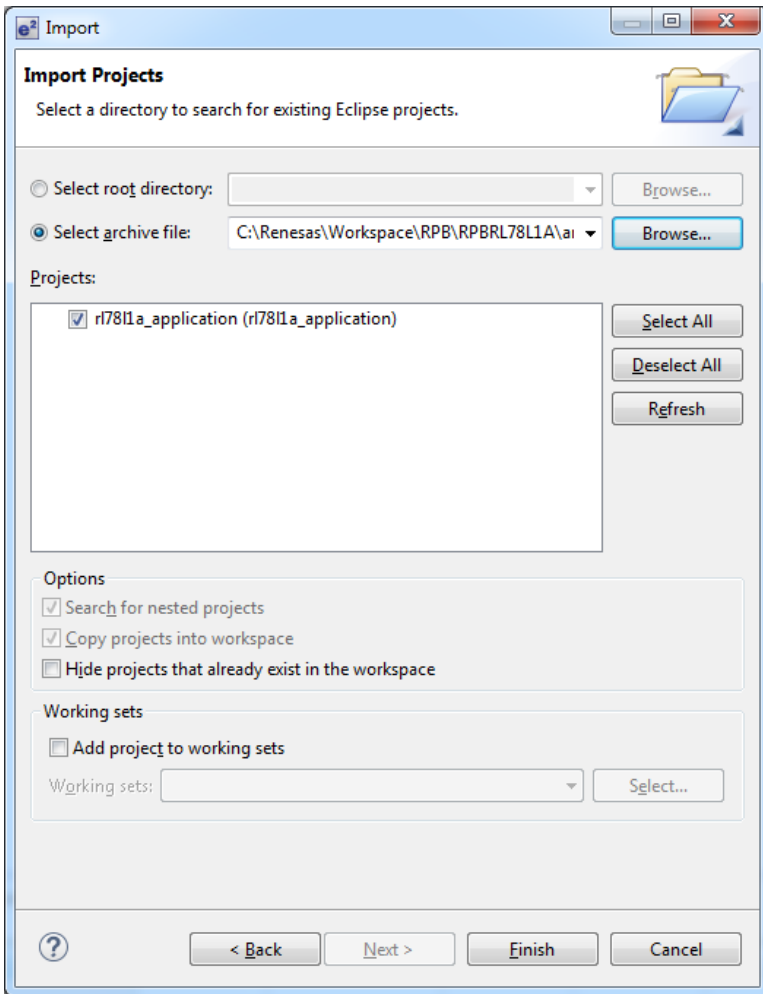 e² Import
Import Projects
Select a directory to search for existing Eclipse projects.
Select root directory: Browse...
Select archive file: C:\Renesas\Workspace\RPB\RPBRL78L1A\ Browse...
Projects:
rl78l1a_application (rl78l1a_application) Select All
Deselect All
Refresh
Options
Search for nested projects
Copy projects into workspace
Hide projects that already exist in the workspace
Working sets
Add project to working sets
Working sets: Select...
? < Back Next > Finish Cancel